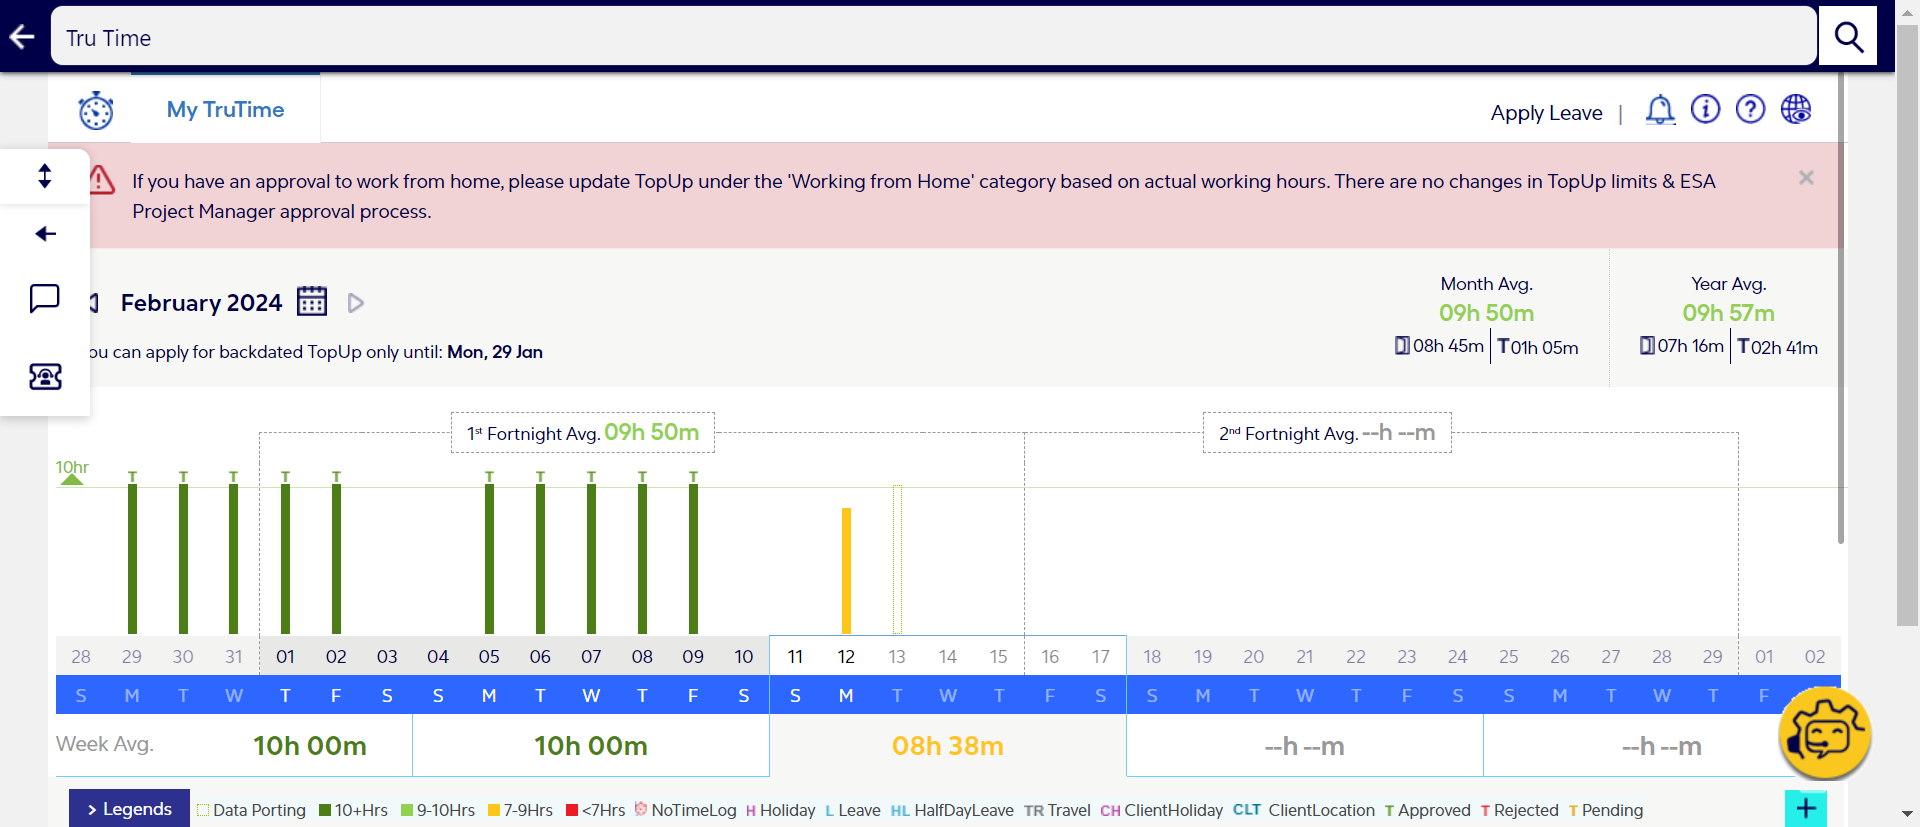 Tru Time
My TruTime
Apply Leave |
If you have an approval to work from home, please update TopUp under the 'Working from Home' category based on actual working hours. There are no changes in TopUp limits & ESA
Project Manager approval process.
February 2024
ou can apply for backdated TopUp only until: Mon, 29 Jan
Month Avg.
09h 50m
08h 45m T 01h 05m
Year Avg.
09h 57m
07h 16m T 02h 41m
1st Fortnight Avg. 09h 50m
2nd Fortnight Avg. --h --m
10hr
T T T T T T T T T T
28 29 30 31 01 02 03 04 05 06 07 08 09 10 11 12 13 14 15 16 17 18 19 20 21 22 23 24 25 26 27 28 29 01 02
S M T W T F S S M T W T F S S M T W T F S S M T W T F S S M T W T F
Week Avg. 10h 00m 10h 00m 08h 38m --h --m --h --m
> Legends Data Porting 10+Hrs 9-10Hrs 7-9Hrs <7Hrs NoTimeLog H Holiday L Leave HL HalfDayLeave TR Travel CH ClientHoliday CLT ClientLocation T Approved T Rejected T Pending